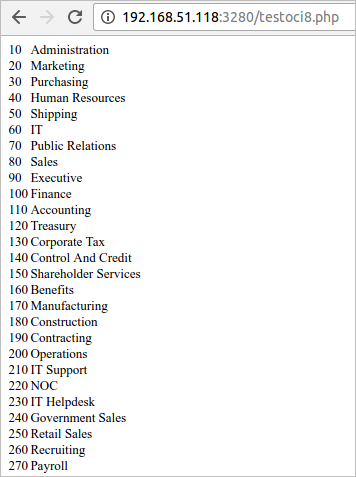 192.168.51.118:3280/testoci8.php
10 Administration
20 Marketing
30 Purchasing
40 Human Resources
50 Shipping
60 IT
70 Public Relations
80 Sales
90 Executive
100 Finance
110 Accounting
120 Treasury
130 Corporate Tax
140 Control And Credit
150 Shareholder Services
160 Benefits
170 Manufacturing
180 Construction
190 Contracting
200 Operations
210 IT Support
220 NOC
230 IT Helpdesk
240 Government Sales
250 Retail Sales
260 Recruiting
270 Payroll